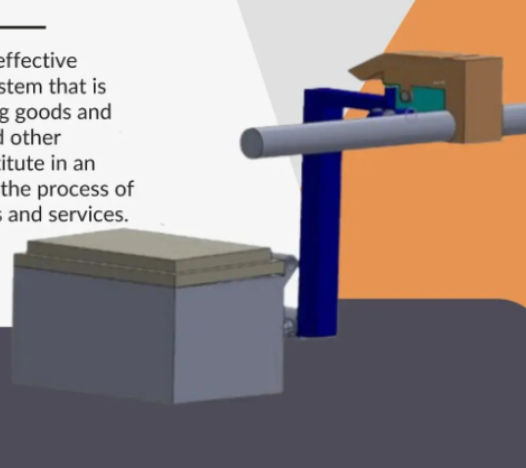 effective
stem that is
g goods and
d other
titute in an
the process of
s and services.